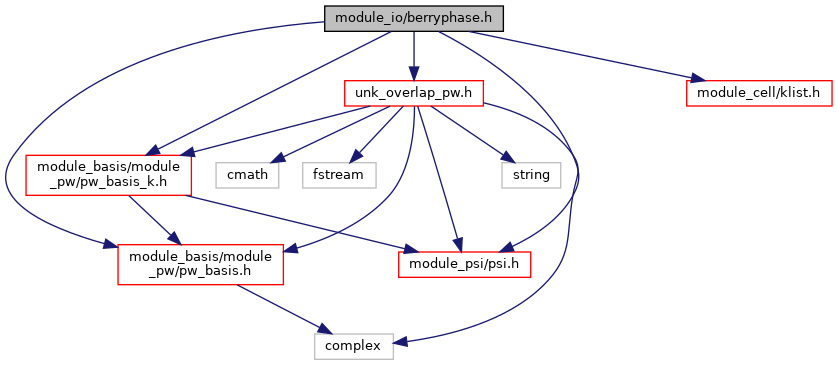 module_io/berryphase.h
unk_overlap_pw.h
module_cell/klist.h
module_basis/module
_pw/pw_basis_k.h
cmath
fstream
string
module_basis/module
_pw/pw_basis.h
module_psi/psi.h
complex